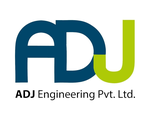 ADJ
ADJ Engineering Pvt. Ltd.